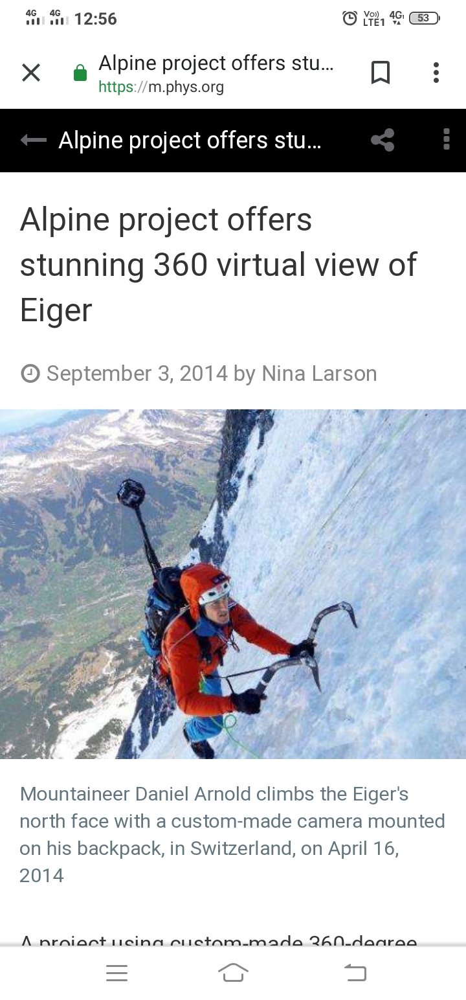 4G 4G 12:56 Vo)) LTE1 4G 53
Alpine project offers stu...
https://m.phys.org
Alpine project offers stu...
Alpine project offers
stunning 360 virtual view of
Eiger
September 3, 2014 by Nina Larson
Mountaineer Daniel Arnold climbs the Eiger's
north face with a custom-made camera mounted
on his backpack, in Switzerland, on April 16,
2014
A project using custom-made 360-degree